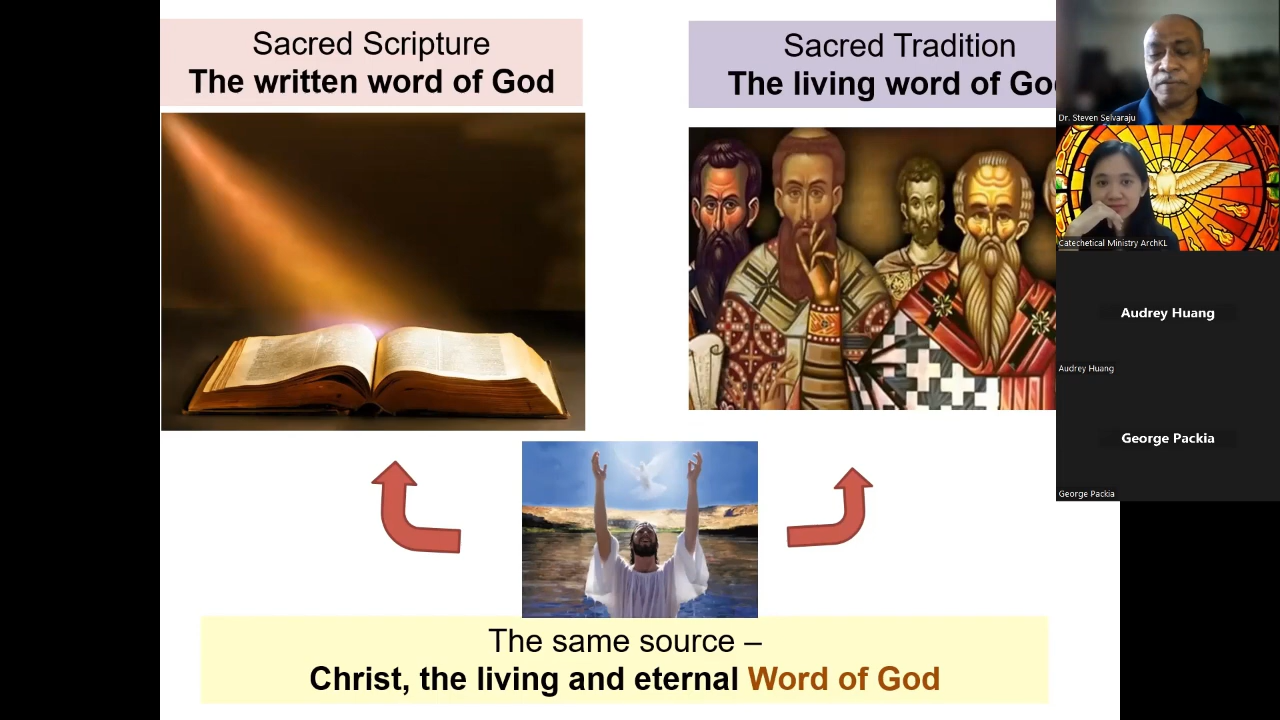 Sacred Scripture
The written word of God
Sacred Tradition
The living word of Go
Dr. Steven Selvaraju
Catechetical Ministry ArchKL
Audrey Huang
Audrey Huang
George Packia
George Packia
The same source –
Christ, the living and eternal Word of God